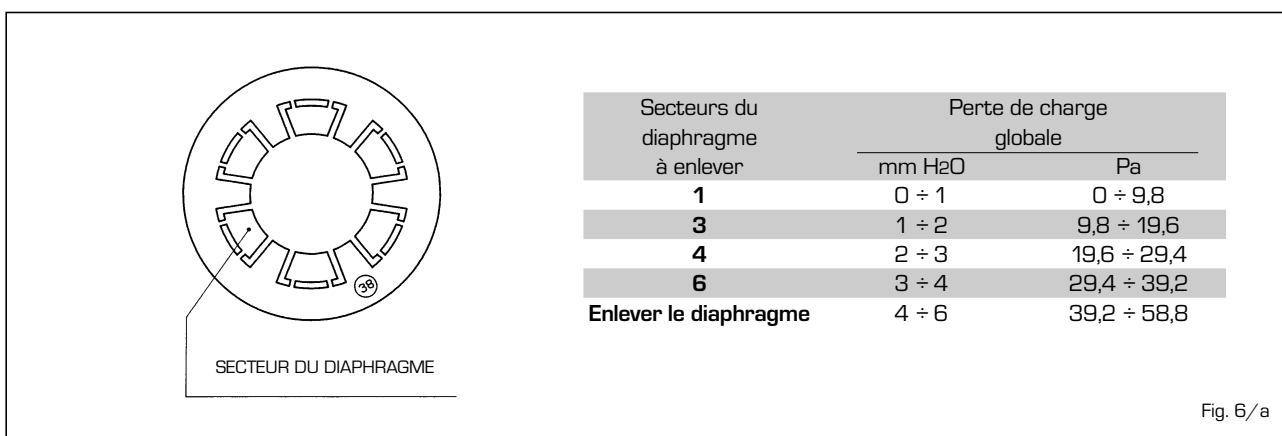 38
SECTEUR DU DIAPHRAGME
Secteurs du Perte de charge
diaphragme globale
à enlever mm H2O Pa
1 0 ÷ 1 0 ÷ 9,8
3 1 ÷ 2 9,8 ÷ 19,6
4 2 ÷ 3 19,6 ÷ 29,4
6 3 ÷ 4 29,4 ÷ 39,2
Enlever le diaphragme 4 ÷ 6 39,2 ÷ 58,8
Fig. 6/a